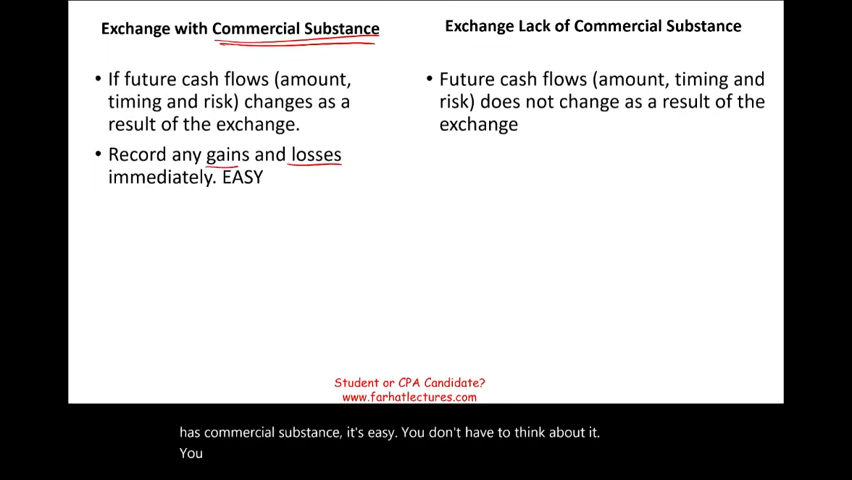 Exchange with Commercial Substance
• If future cash flows (amount,
timing and risk) changes as a
result of the exchange.
• Record any gains and losses
immediately. EASY
Exchange Lack of Commercial Substance
• Future cash flows (amount, timing and
risk) does not change as a result of the
exchange
Student or CPA Candidate?
www.farhatlectures.com
has commercial substance, it's easy. You don't have to think about it.
You